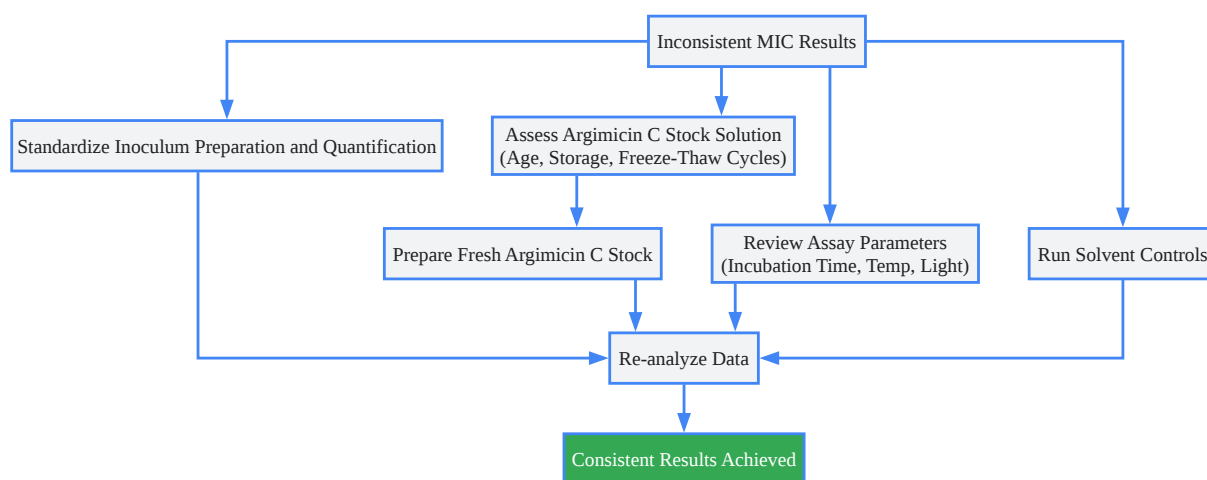 Inconsistent MIC Results
Standardize Inoculum Preparation and Quantification
Assess Argimicin C Stock Solution
(Age, Storage, Freeze-Thaw Cycles)
Prepare Fresh Argimicin C Stock
Review Assay Parameters
(Incubation Time, Temp, Light)
Run Solvent Controls
Re-analyze Data
Consistent Results Achieved